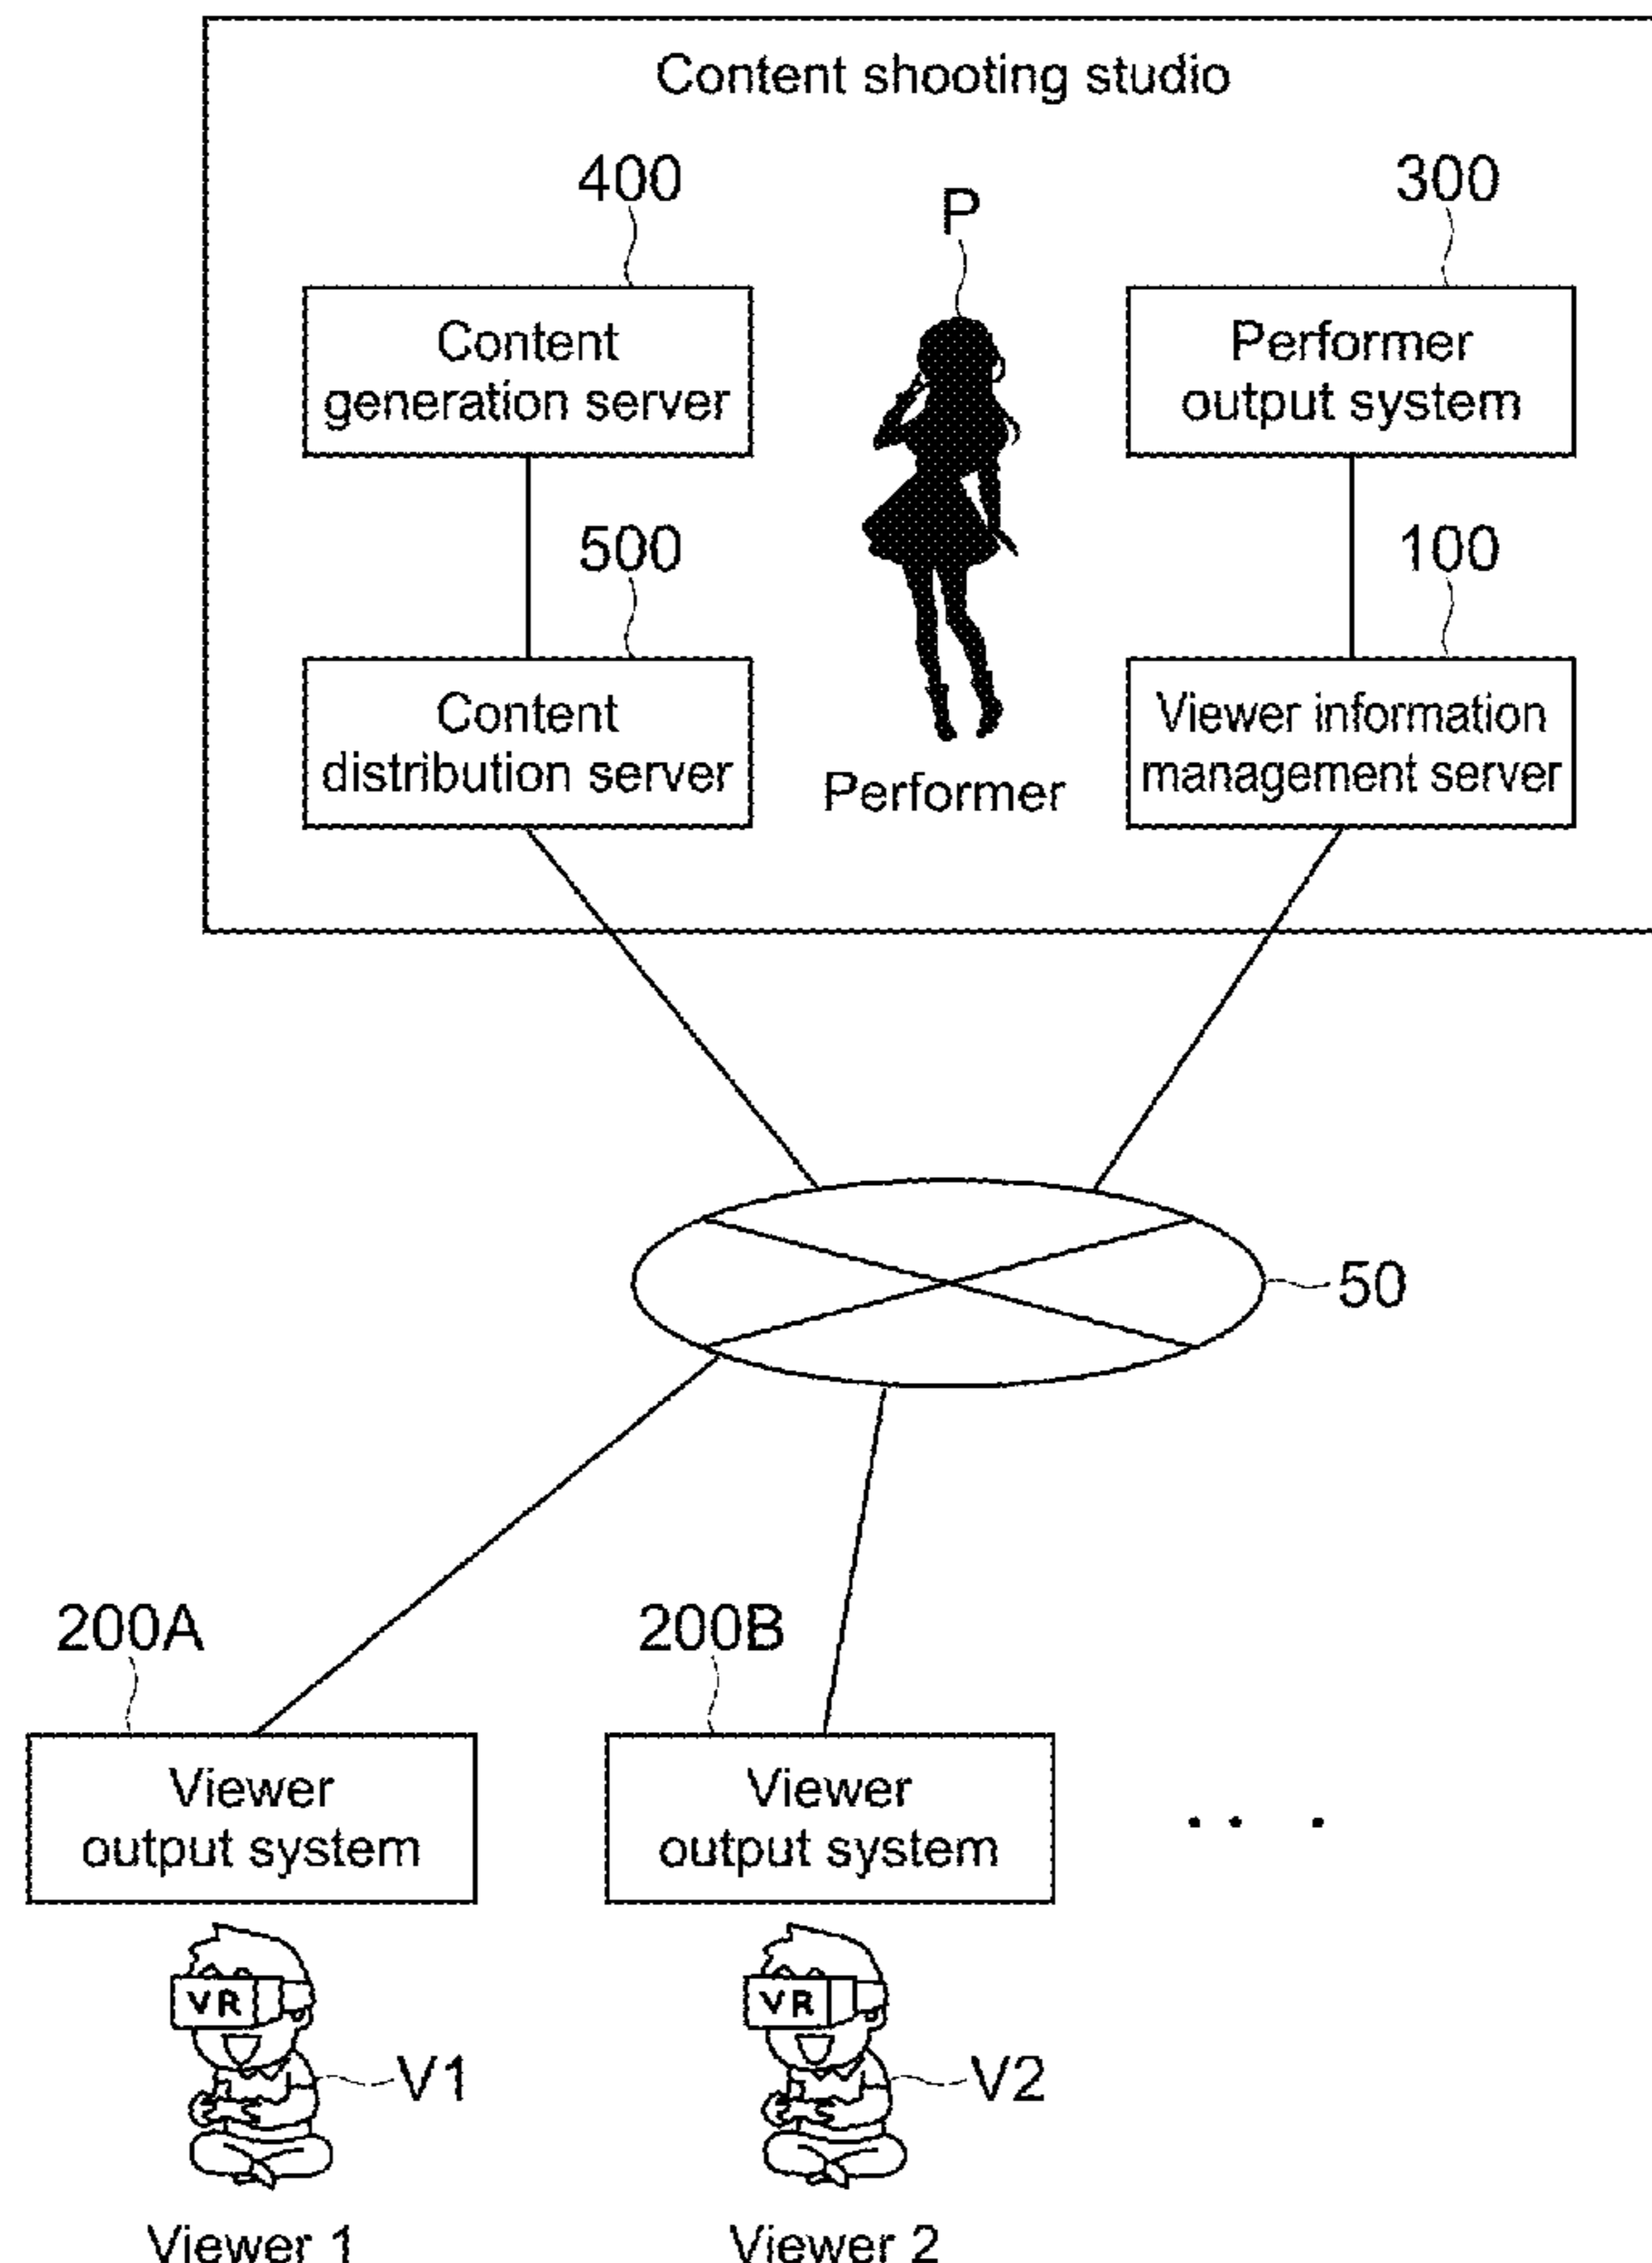 Content shooting studio
400
P
300
Content
generation server
Performer
output system
500
100
Content
distribution server
Performer
Viewer information
management server
50
200A
200B
Viewer
output system
Viewer
output system
. . .
VR
VR
V1
V2
Viewer 1
Viewer 2